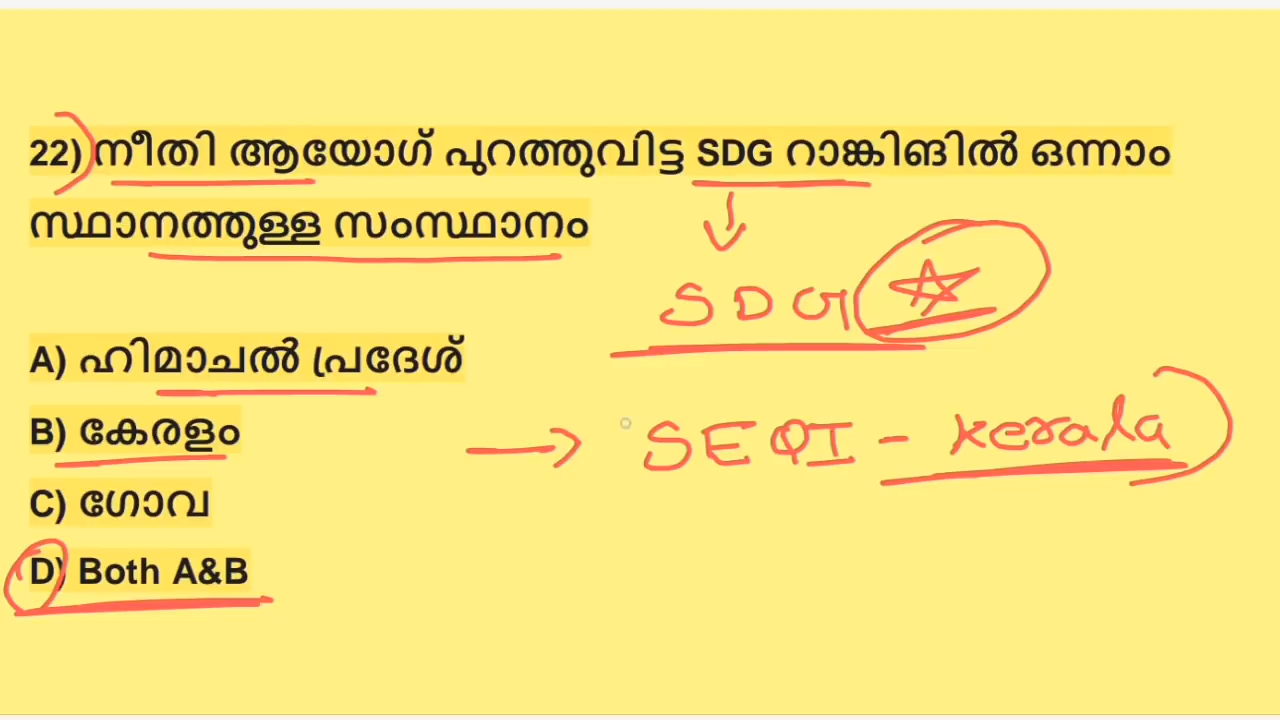 22) നീതി ആയോഗ് പുറത്തുവിട്ട SDG റാങ്കിങിൽ ഒന്നാം
സ്ഥാനത്തുള്ള സംസ്ഥാനം
SDG
A) ഹിമാചൽ പ്രദേശ്
B) കേരളം
SEQI - kerala
C) ഗോവ
D) Both A&B